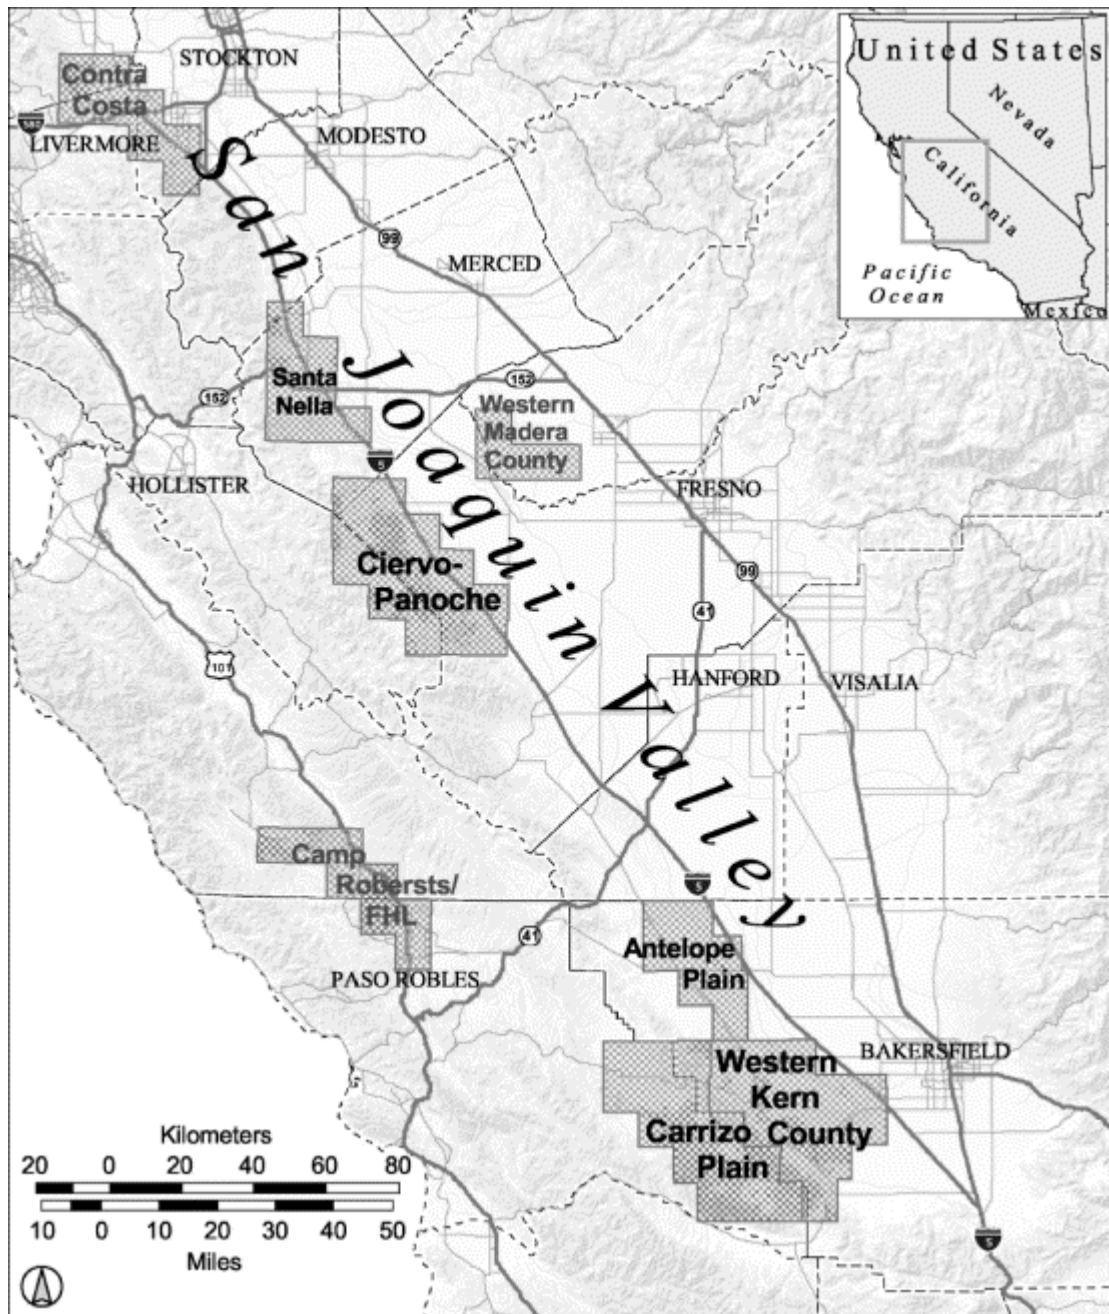 STOCKTON
Contra
Costa
580
LIVERMORE
MODESTO
United States
Nevada
California
Pacific
Ocean
Mexico
San Joaquin Valley
99
MERCED
Santa
Nella
152
152
Western
Madera
County
5
HOLLISTER
FRESNO
Ciervo-
Panoche
99
41
101
HANFORD
VISALIA
Camp
Robersts/
FHL
5
41
Antelope
Plain
PASO ROBLES
BAKERSFIELD
Western
Kern
County
Carrizo
Plain
Kilometers
20 0 20 40 60 80
10 0 10 20 30 40 50
Miles
5